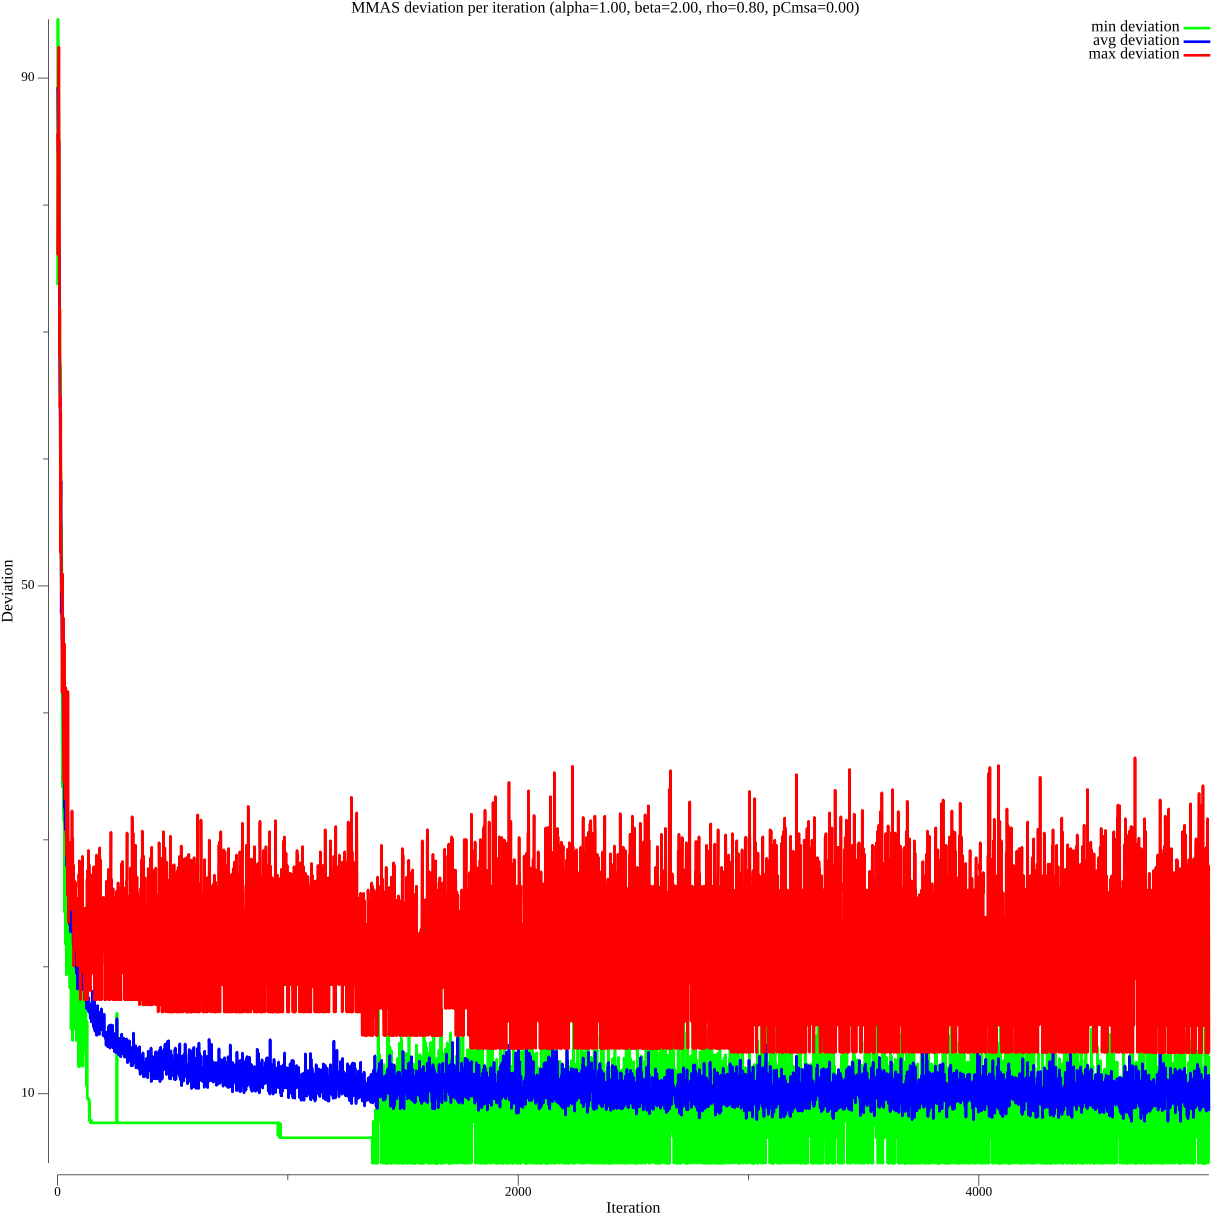 MMAS deviation per iteration (alpha=1.00, beta=2.00, rho=0.80, pCmsa=0.00)
min deviation
avg deviation
max deviation
90
50
10
Deviation
0
2000
4000
Iteration